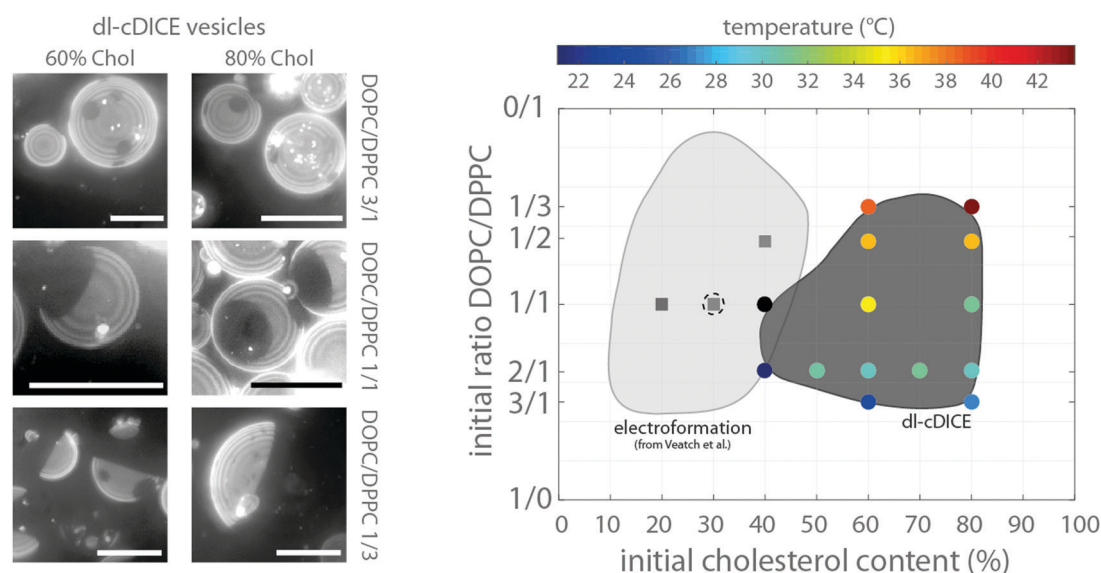 dl-cDICE vesicles
60% Chol
80% Chol
DOPC/DPPC 3/1
DOPC/DPPC 1/1
DOPC/DPPC 1/3
temperature (°C)
22 24 26 28 30 32 34 36 38 40 42
initial ratio DOPC/DPPC
0/1
1/3
1/2
1/1
2/1
3/1
1/0
electroformation
(from Veatch et al.)
dl-cDICE
0 10 20 30 40 50 60 70 80 90 100
initial cholesterol content (%)